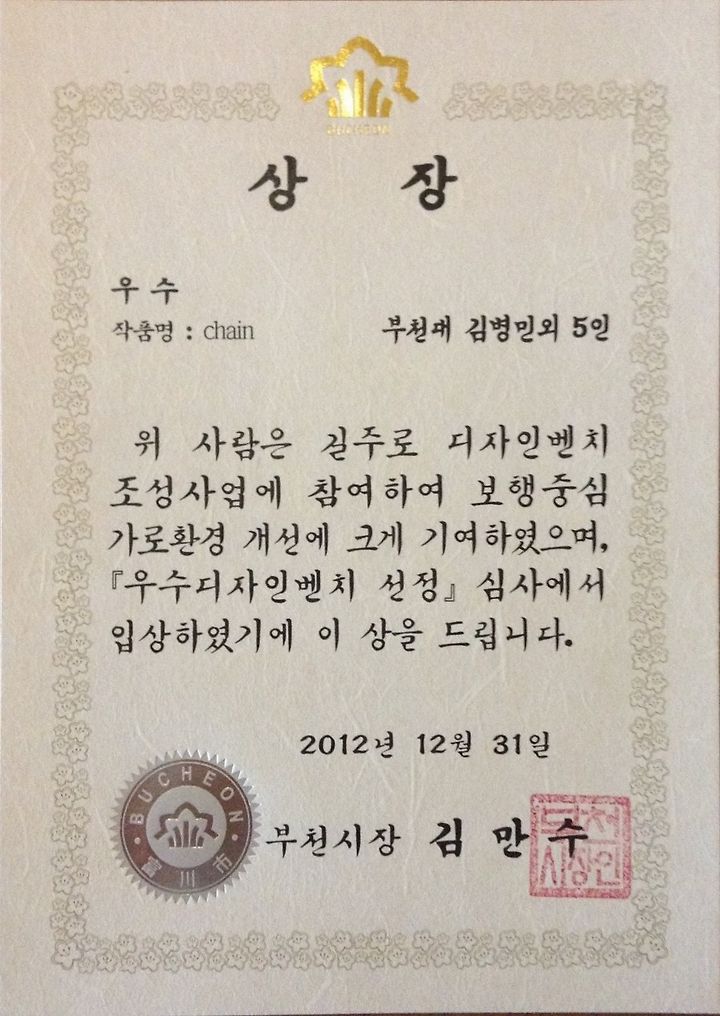 BUCHEON
상 장
우 수
작품명 : chain
부천대 김병민외 5인
위 사람은 길주로 디자인벤치
조성사업에 참여하여 보행중심
가로환경 개선에 크게 기여하였으며,
『우수디자인벤치 선정』 심사에서
입상하였기에 이 상을 드립니다.
2012년 12월 31일
BUCHEON
富川市
부천시장 김 만 수
부천
시장인